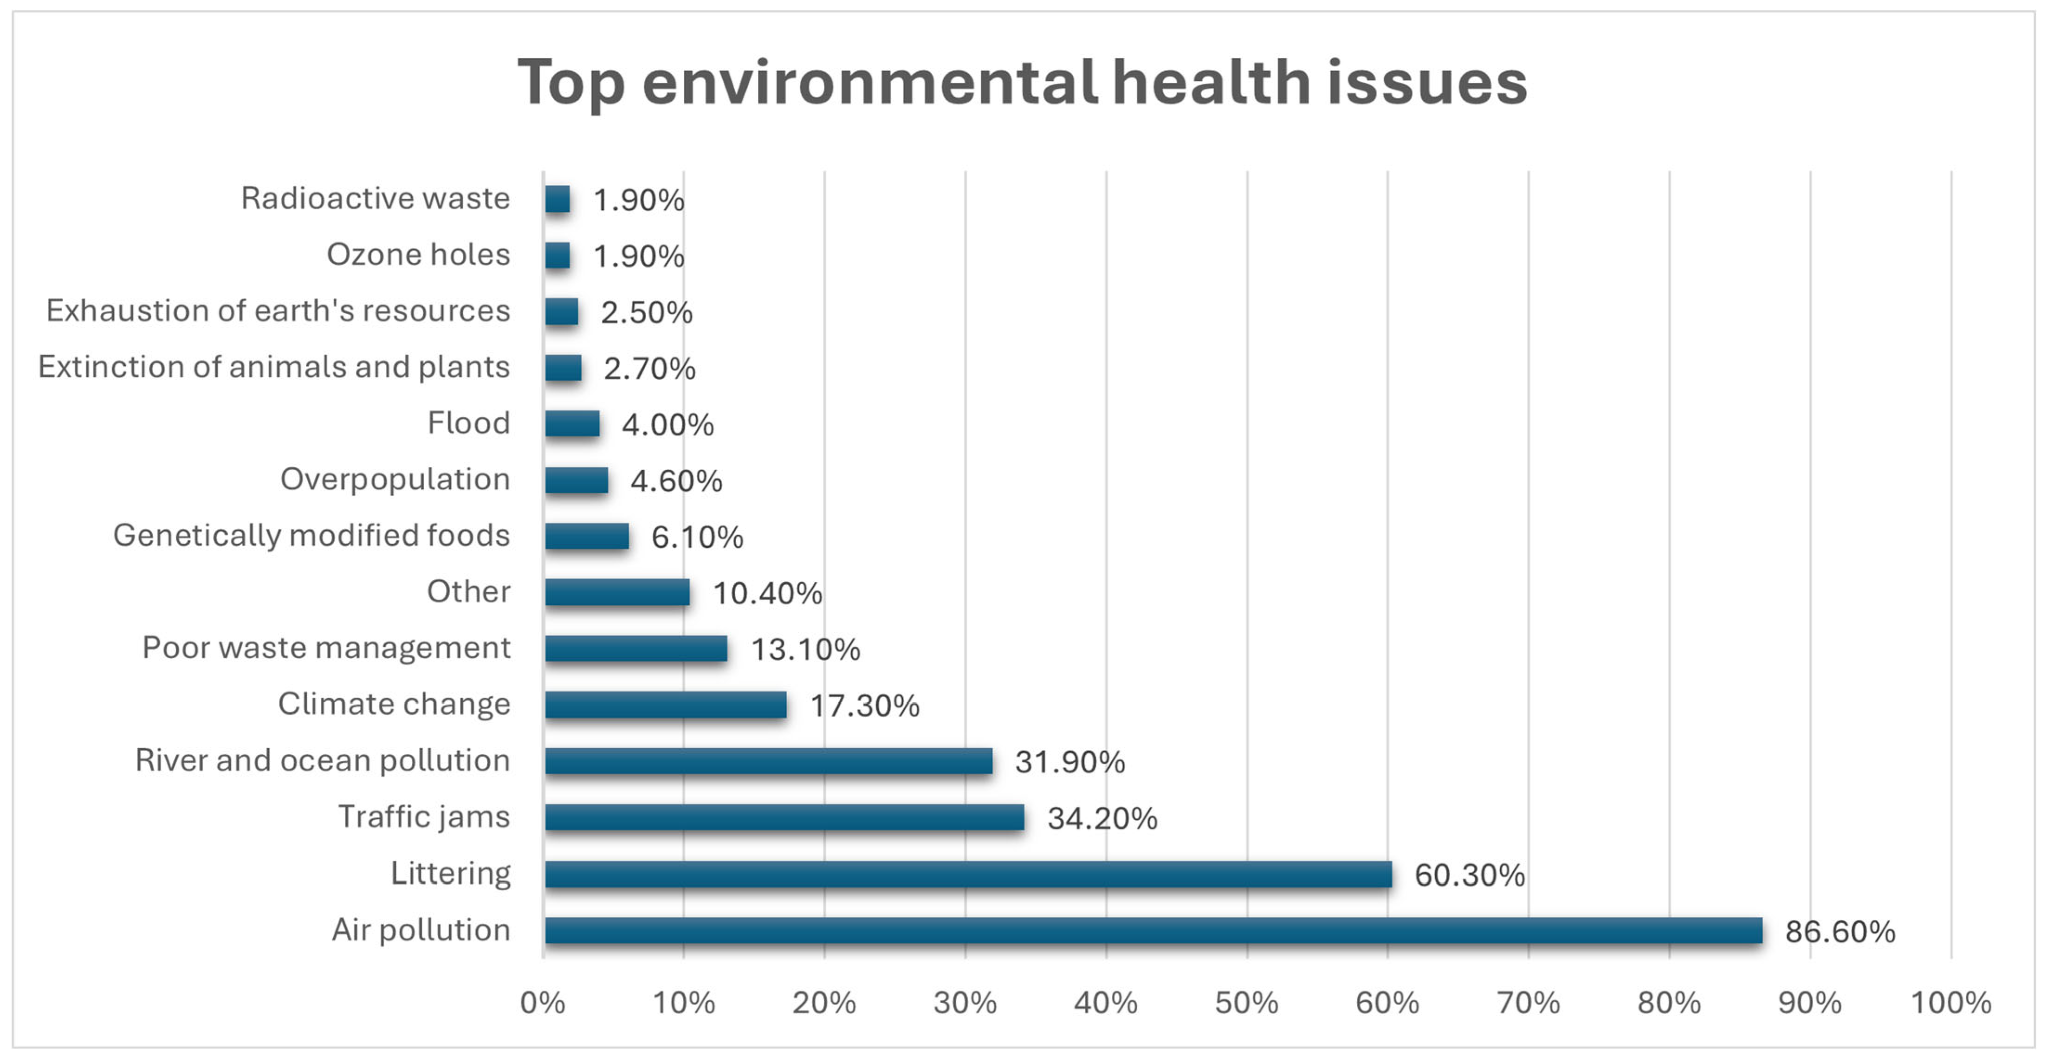 Top environmental health issues
Radioactive waste 1.90%
Ozone holes 1.90%
Exhaustion of earth's resources 2.50%
Extinction of animals and plants 2.70%
Flood 4.00%
Overpopulation 4.60%
Genetically modified foods 6.10%
Other 10.40%
Poor waste management 13.10%
Climate change 17.30%
River and ocean pollution 31.90%
Traffic jams 34.20%
Littering 60.30%
Air pollution 86.60%
0% 10% 20% 30% 40% 50% 60% 70% 80% 90% 100%